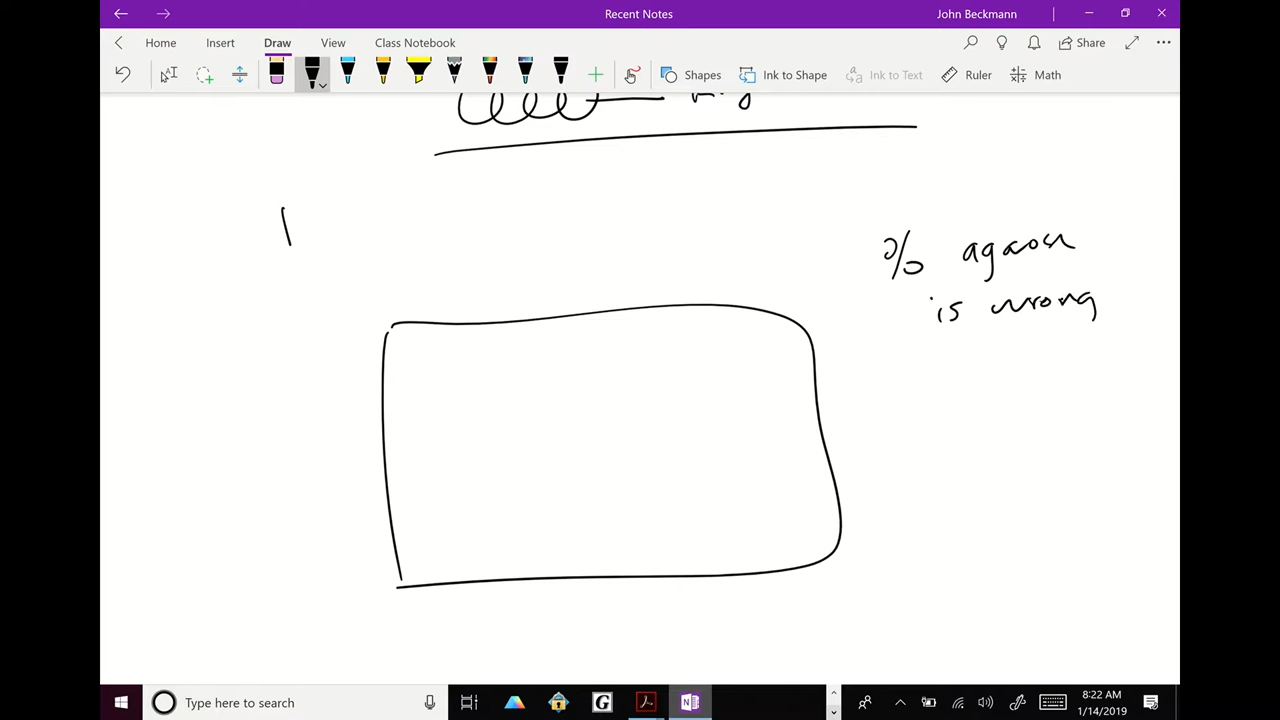 Recent Notes
John Beckmann
Home Insert Draw View Class Notebook
Share
Shapes Ink to Shape Ink to Text Ruler Math
% agarose
is wrong
Type here to search
G
N
8:22 AM
1/14/2019